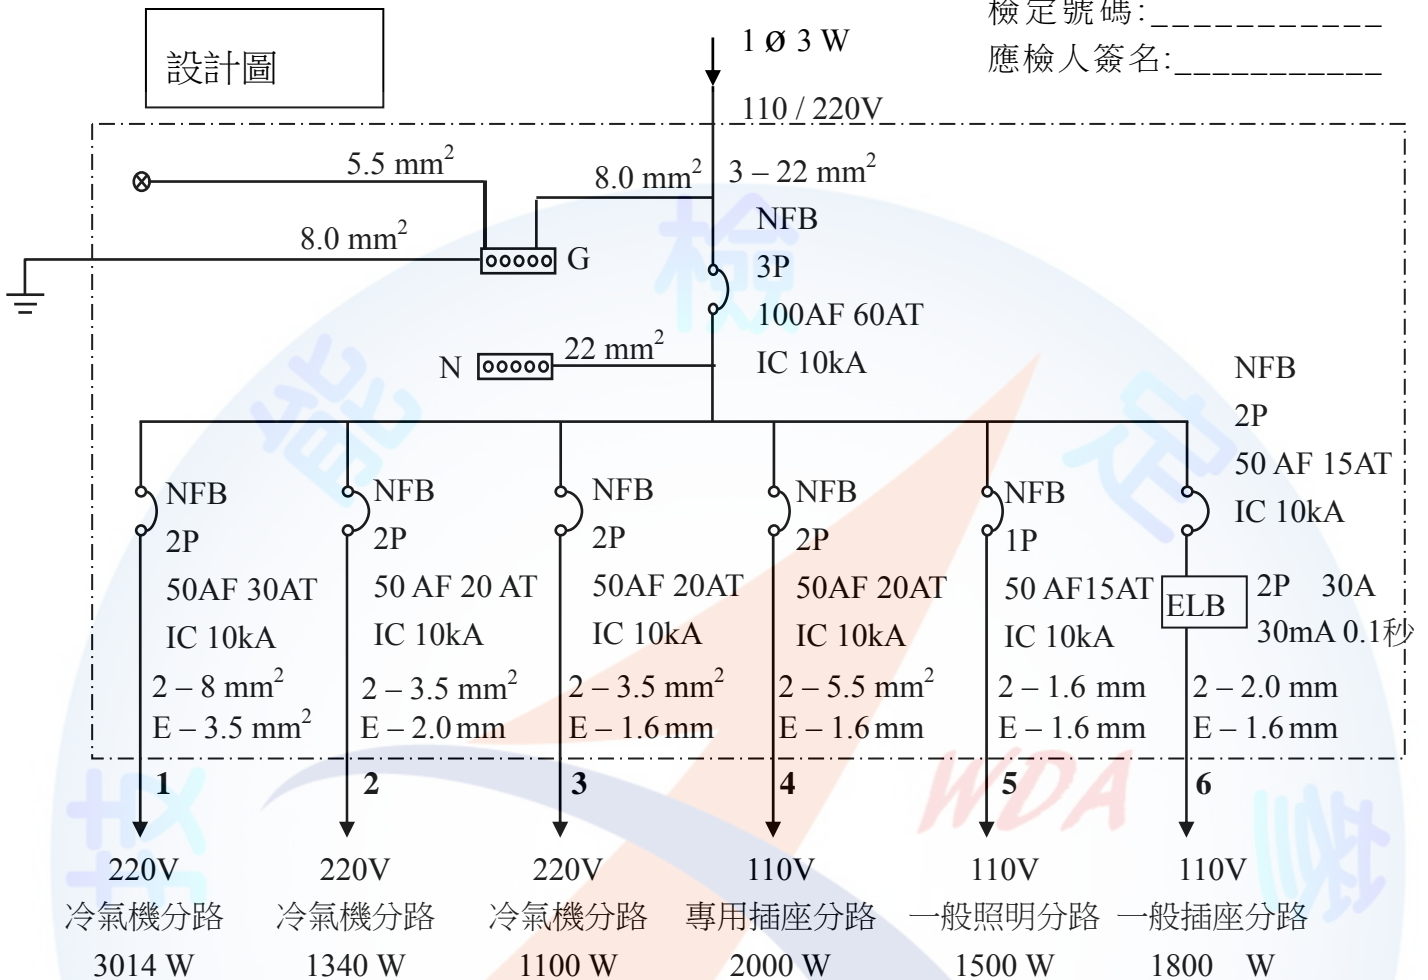 檢定號碼:___________
1 Ø 3 W
應檢人簽名:___________
設計圖
110 / 220V
5.5 mm²
8.0 mm²
3 – 22 mm²
NFB
3P
100AF 60AT
IC 10kA
8.0 mm²
G
N
22 mm²
NFB
2P
50AF 30AT
IC 10kA
2 – 8 mm²
E – 3.5 mm²
1
220V
冷氣機分路
3014 W
NFB
2P
50 AF 20 AT
IC 10kA
2 – 3.5 mm²
E – 2.0 mm
2
220V
冷氣機分路
1340 W
NFB
2P
50AF 20AT
IC 10kA
2 – 3.5 mm²
E – 1.6 mm
3
220V
冷氣機分路
1100 W
NFB
2P
50AF 20AT
IC 10kA
2 – 5.5 mm²
E – 1.6 mm
4
110V
專用插座分路
2000 W
NFB
1P
50 AF15AT
IC 10kA
2 – 1.6 mm
E – 1.6 mm
5
110V
一般照明分路
1500 W
NFB
2P
50 AF 15AT
IC 10kA
ELB
2P 30A
30mA 0.1秒
2 – 2.0 mm
E – 1.6 mm
6
110V
一般插座分路
1800 W
能
檢
定
WDA